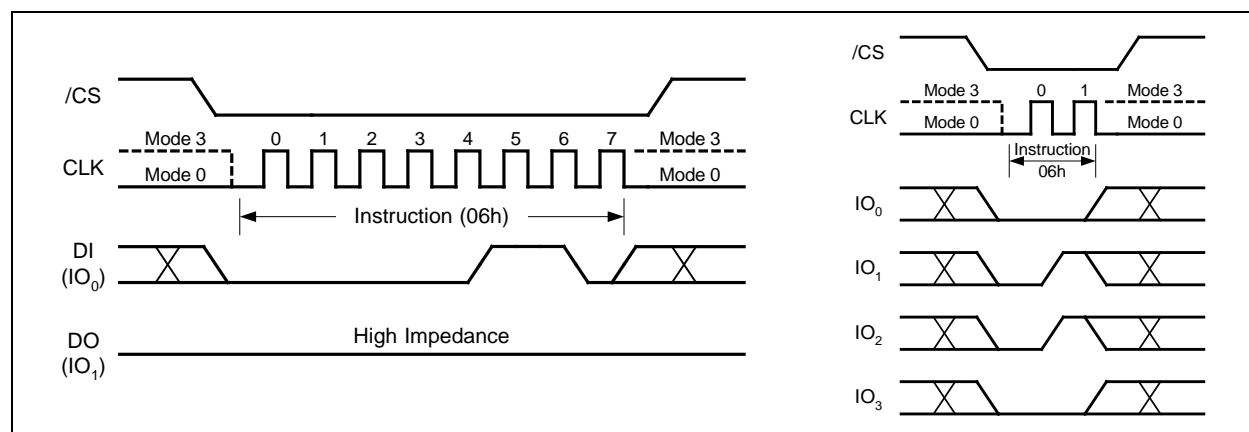 /CS
Mode 3 0 1 2 3 4 5 6 7 Mode 3
CLK Mode 0 Mode 0
Instruction (06h)
DI
(IO0)
DO High Impedance
(IO1)
/CS
Mode 3 0 1 Mode 3
CLK Mode 0 Mode 0
Instruction
06h
IO0
IO1
IO2
IO3